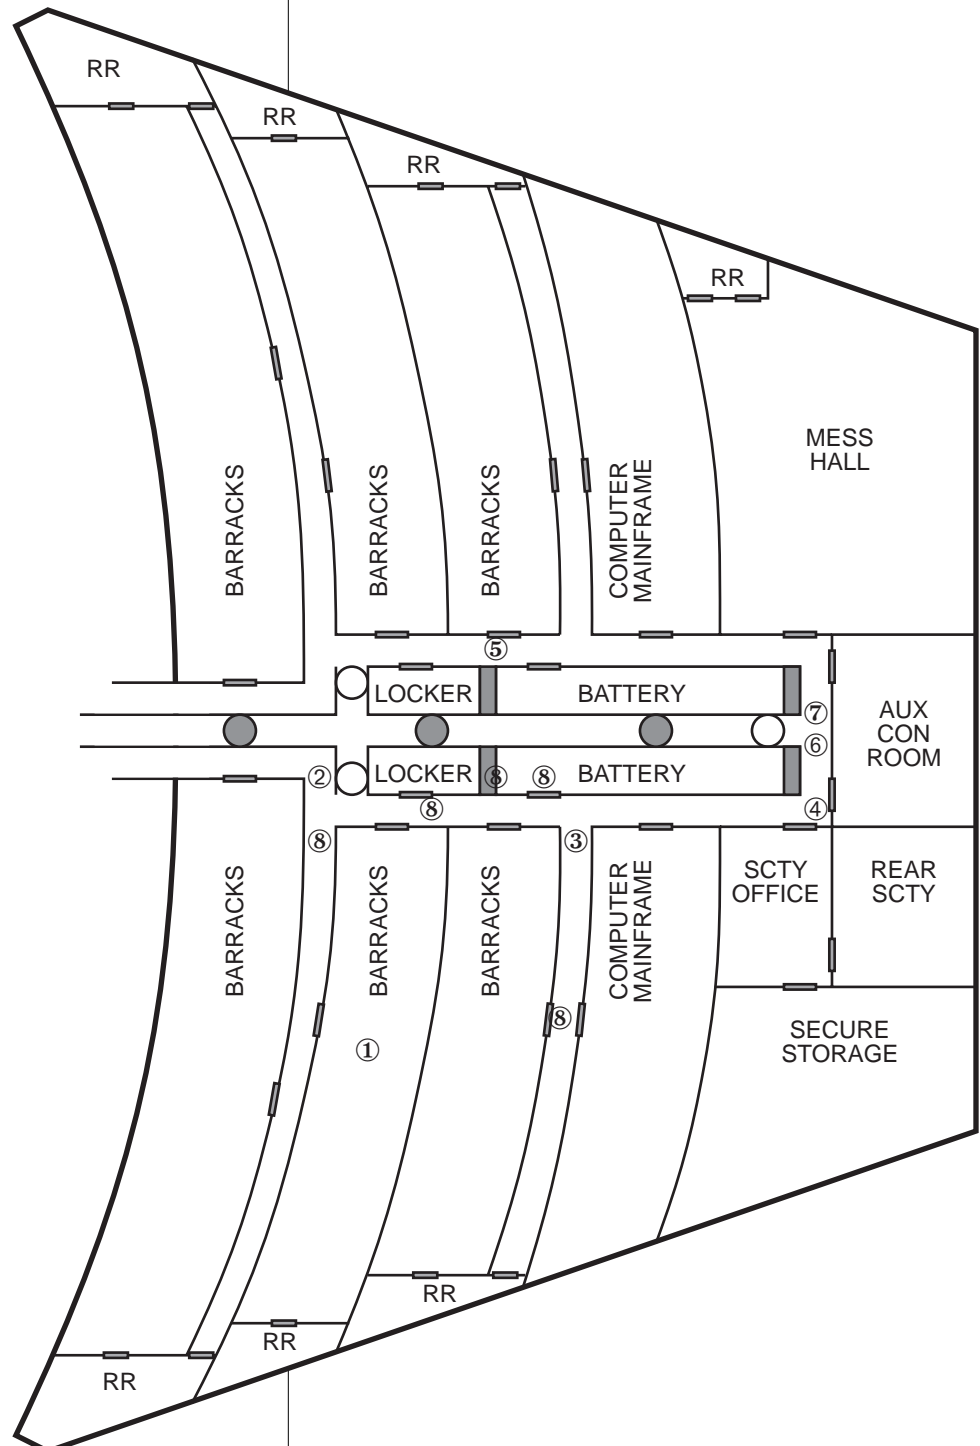 RR
RR
RR
RR
MESS
HALL
BARRACKS
BARRACKS
BARRACKS
COMPUTER
MAINFRAME
⑤
LOCKER
BATTERY
⑦
AUX
CON
ROOM
⑥
②
LOCKER
⑧
⑧
BATTERY
⑧
④
⑧
③
BARRACKS
BARRACKS
BARRACKS
COMPUTER
MAINFRAME
SCTY
OFFICE
REAR
SCTY
⑧
①
SECURE
STORAGE
RR
RR
RR